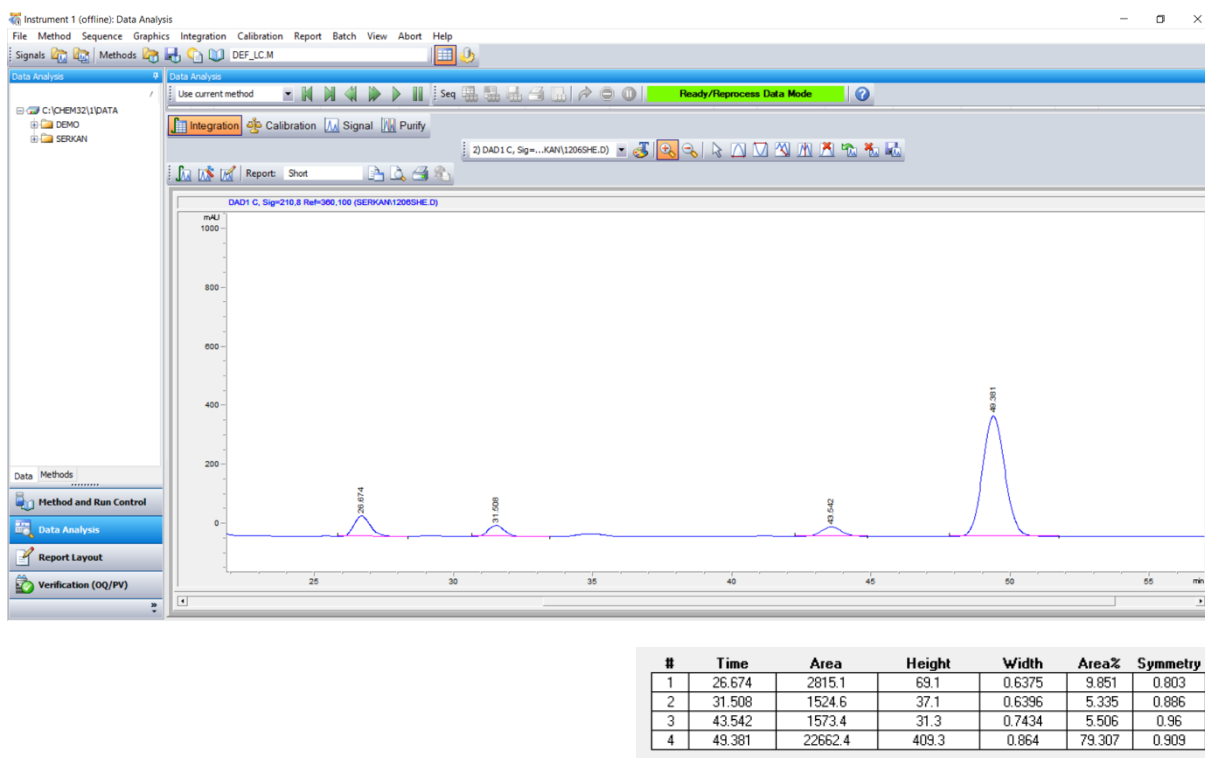 Instrument 1 (offline): Data Analysis
File Method Sequence Graphics Integration Calibration Report Batch View Abort Help
Signals Methods DEF_LC.M
Data Analysis
Data Analysis
Use current method Seq Ready/Reprocess Data Mode
C:\CHEM32\1\DATA
DEMO
SERKAN
Integration Calibration Signal Purify
2) DAD1 C, Sig=...KAN\1206SHE.D)
Report: Short
DAD1 C, Sig=210,8 Ref=360,100 (SERKAN\1206SHE.D)
mAU
1000
800
600
400
200
0
26.674
31.508
43.542
49.381
25 30 35 40 45 50 55 min
Data Methods
Method and Run Control
Data Analysis
Report Layout
Verification (OQ/PV)
# Time Area Height Width Area% Symmetry
1 26.674 2815.1 69.1 0.6375 9.851 0.803
2 31.508 1524.6 37.1 0.6396 5.335 0.886
3 43.542 1573.4 31.3 0.7434 5.506 0.96
4 49.381 22662.4 409.3 0.864 79.307 0.909